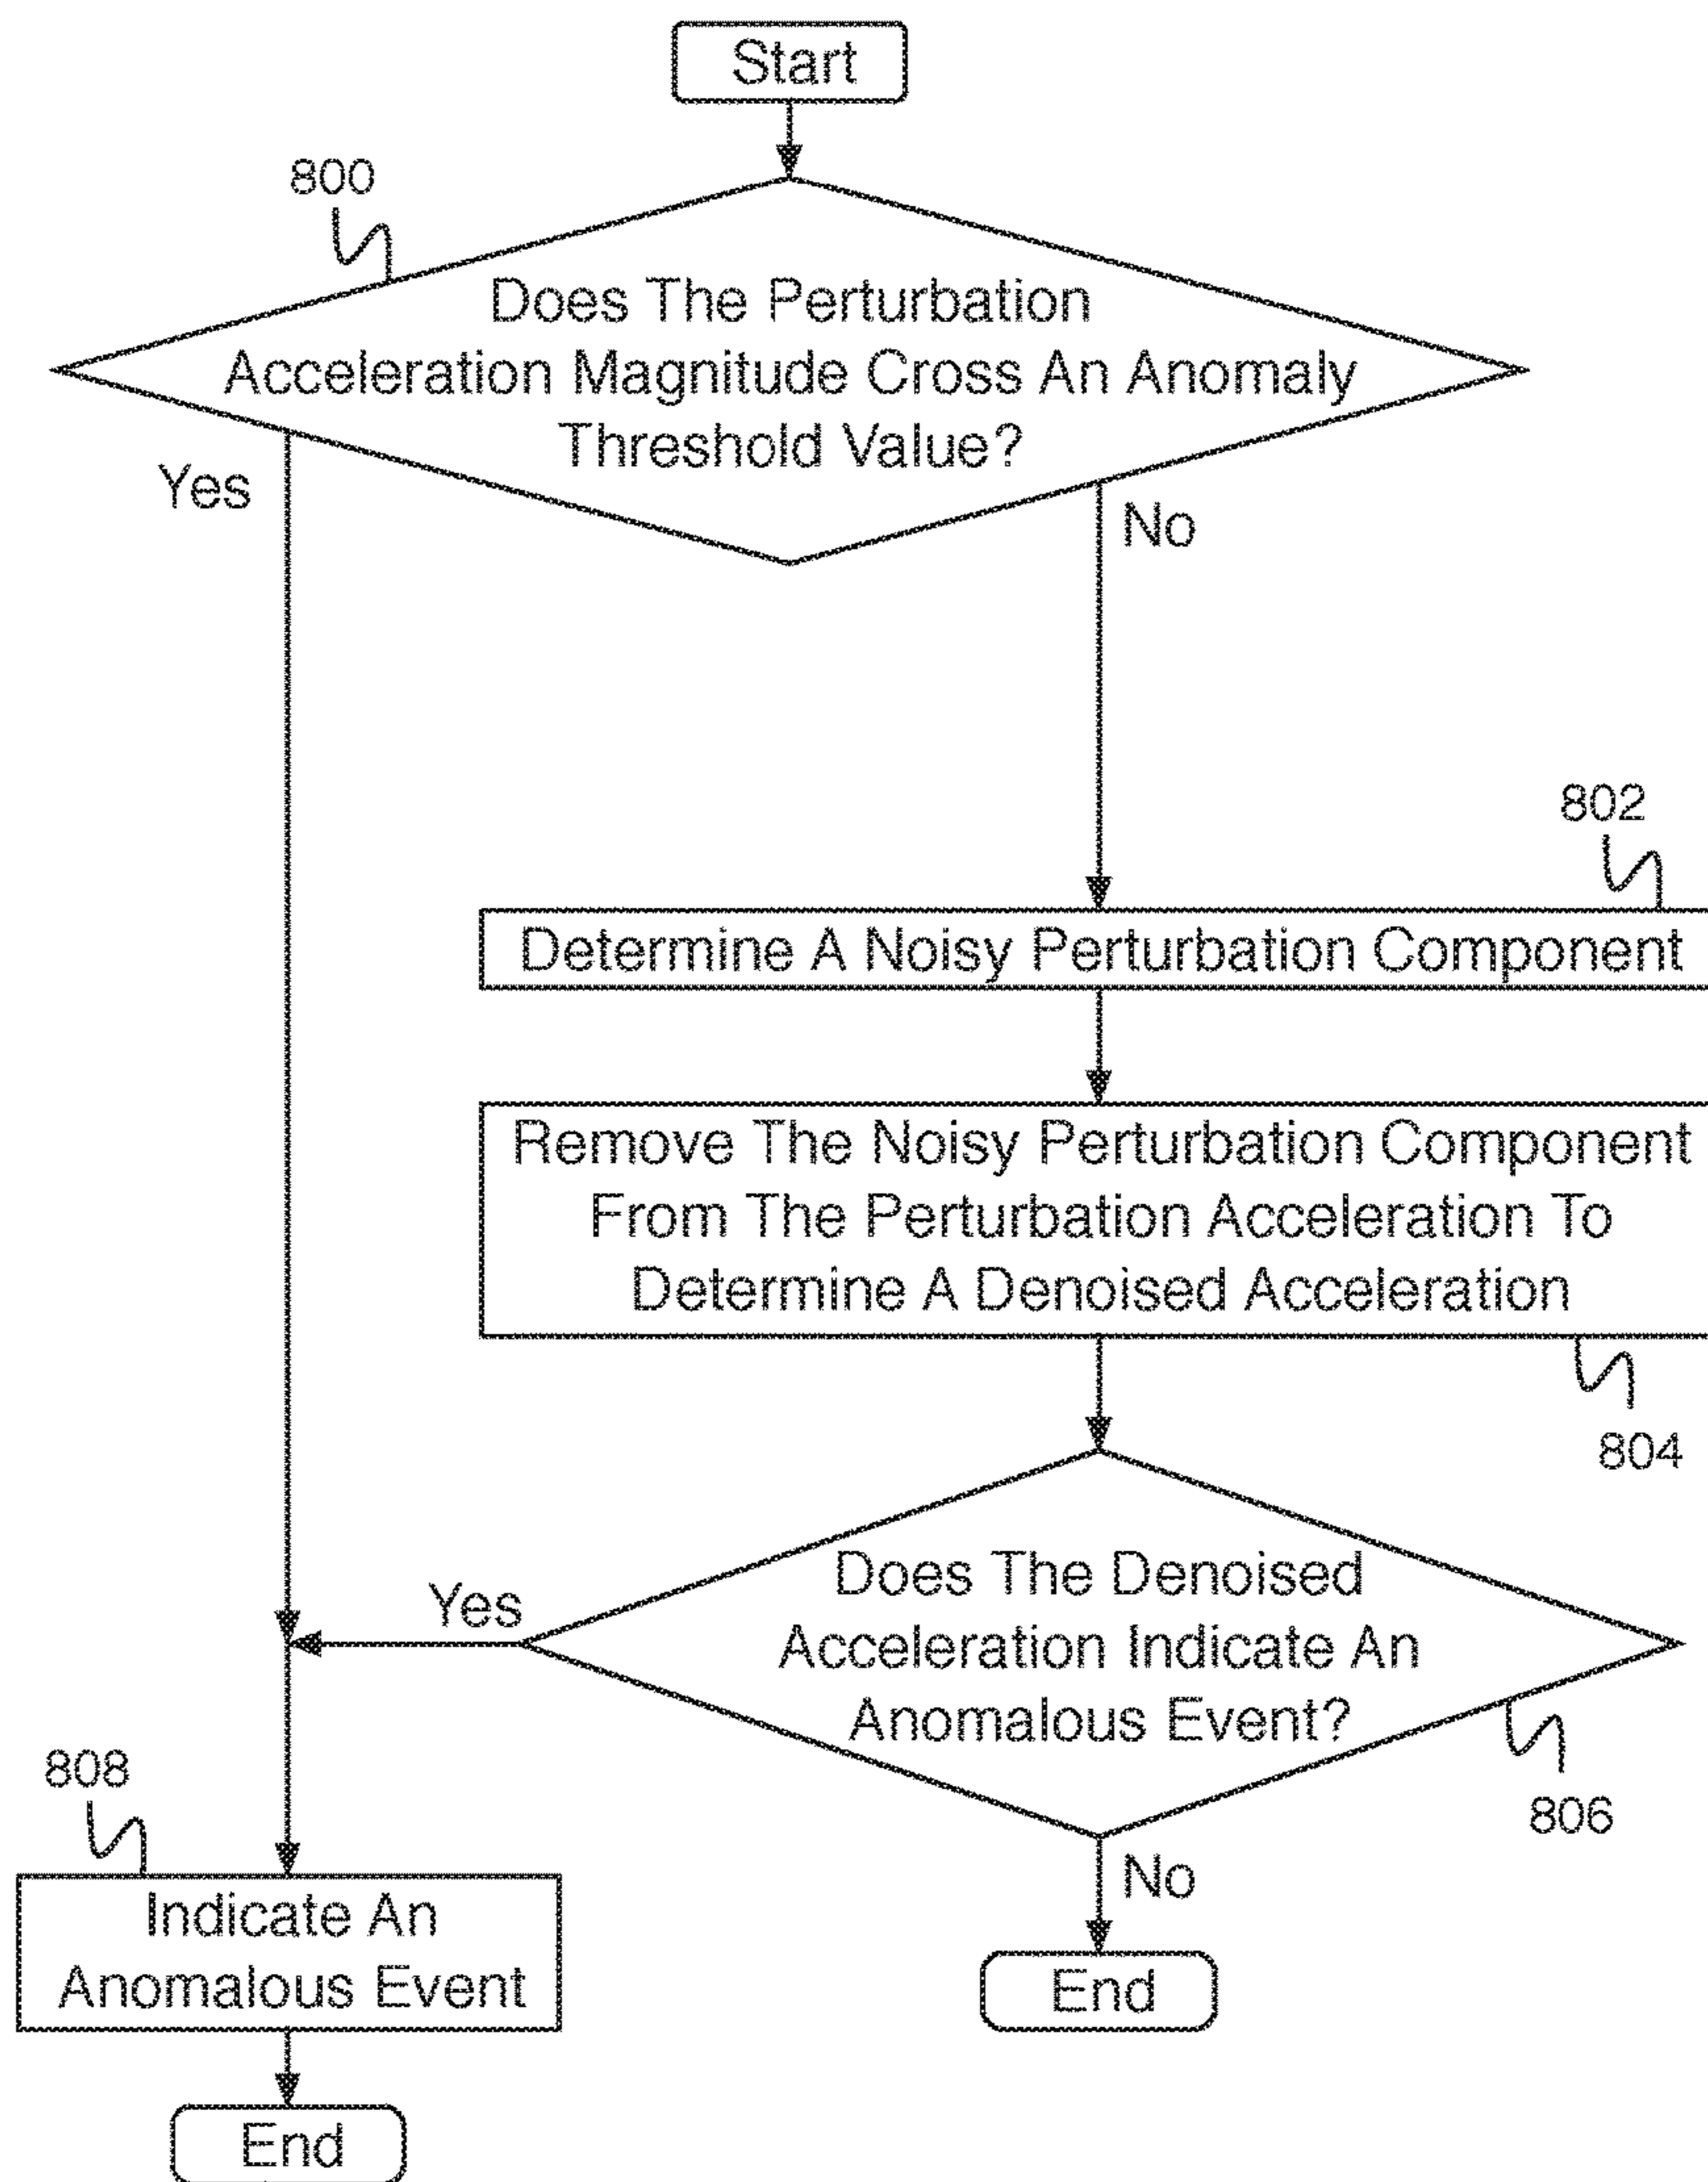 Start
800
Does The Perturbation
Acceleration Magnitude Cross An Anomaly
Threshold Value?
Yes
No
802
Determine A Noisy Perturbation Component
Remove The Noisy Perturbation Component
From The Perturbation Acceleration To
Determine A Denoised Acceleration
804
Does The Denoised
Acceleration Indicate An
Anomalous Event?
Yes
806
No
End
808
Indicate An
Anomalous Event
End